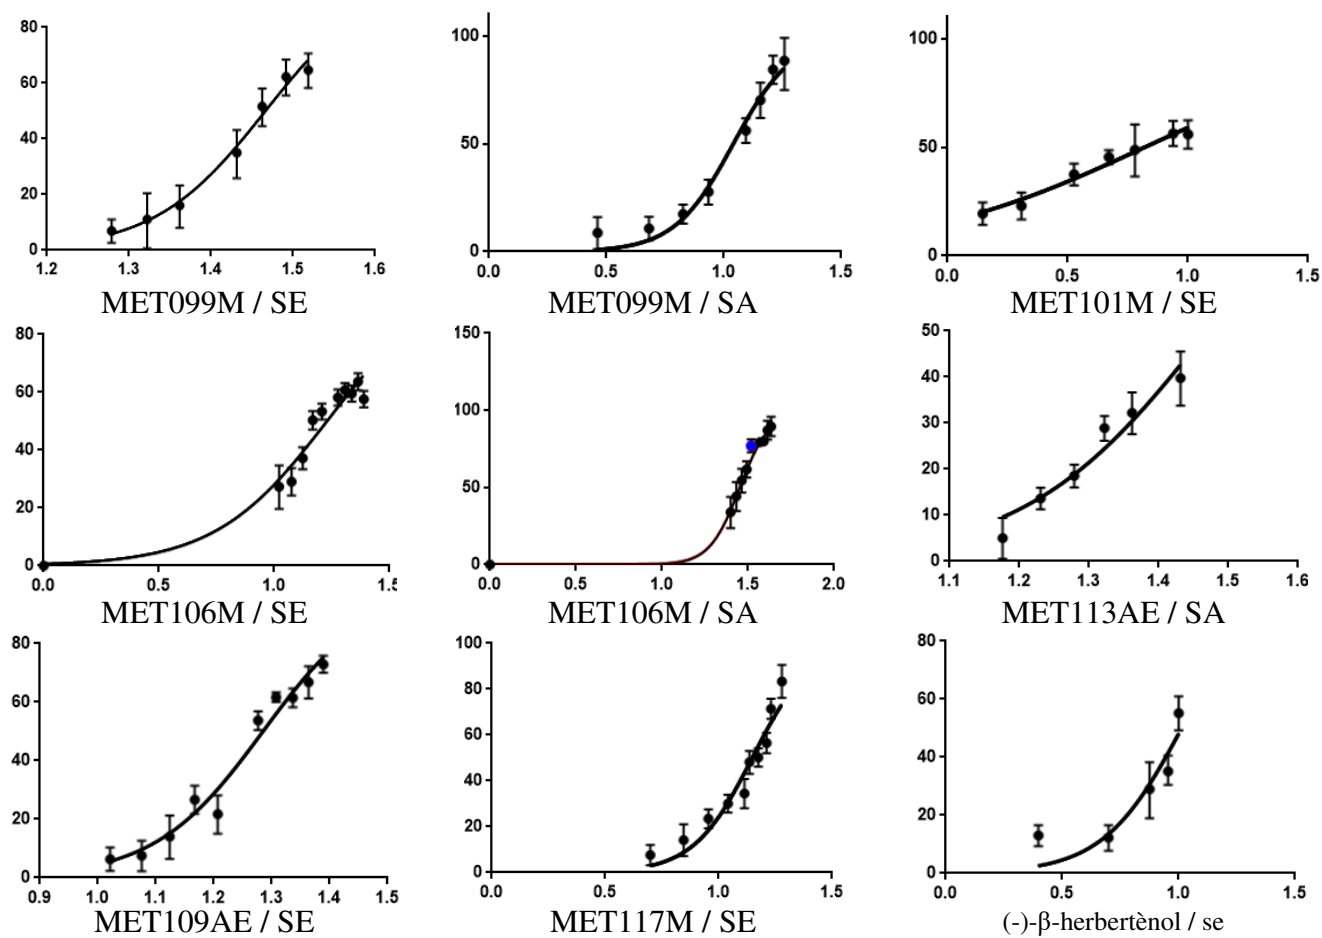 80
60
40
20
0
1.2 1.3 1.4 1.5 1.6
MET099M / SE
100
50
0
0.0 0.5 1.0 1.5
MET099M / SA
100
50
0
0.0 0.5 1.0 1.5
MET101M / SE
80
60
40
20
0
0.0 0.5 1.0 1.5
MET106M / SE
150
100
50
0
0.0 0.5 1.0 1.5 2.0
MET106M / SA
50
40
30
20
10
0
1.1 1.2 1.3 1.4 1.5 1.6
MET113AE / SA
80
60
40
20
0
0.9 1.0 1.1 1.2 1.3 1.4 1.5
MET109AE / SE
100
80
60
40
20
0
0.0 0.5 1.0 1.5
MET117M / SE
80
60
40
20
0
0.0 0.5 1.0 1.5
(-)-β-herbertènol / se